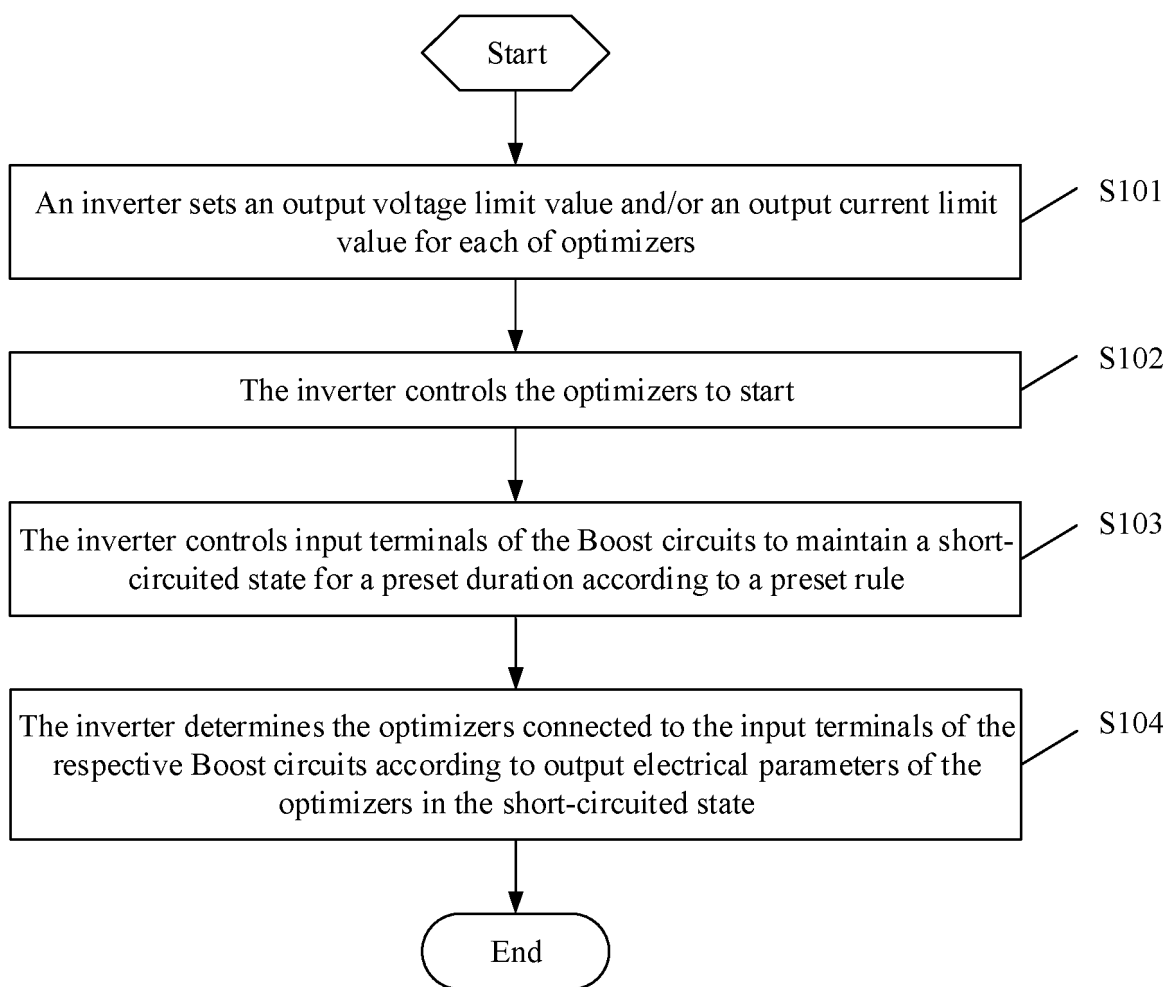 Start
An inverter sets an output voltage limit value and/or an output current limit
value for each of optimizers
S101
The inverter controls the optimizers to start
S102
The inverter controls input terminals of the Boost circuits to maintain a short-
circuited state for a preset duration according to a preset rule
S103
The inverter determines the optimizers connected to the input terminals of the
respective Boost circuits according to output electrical parameters of the
optimizers in the short-circuited state
S104
End